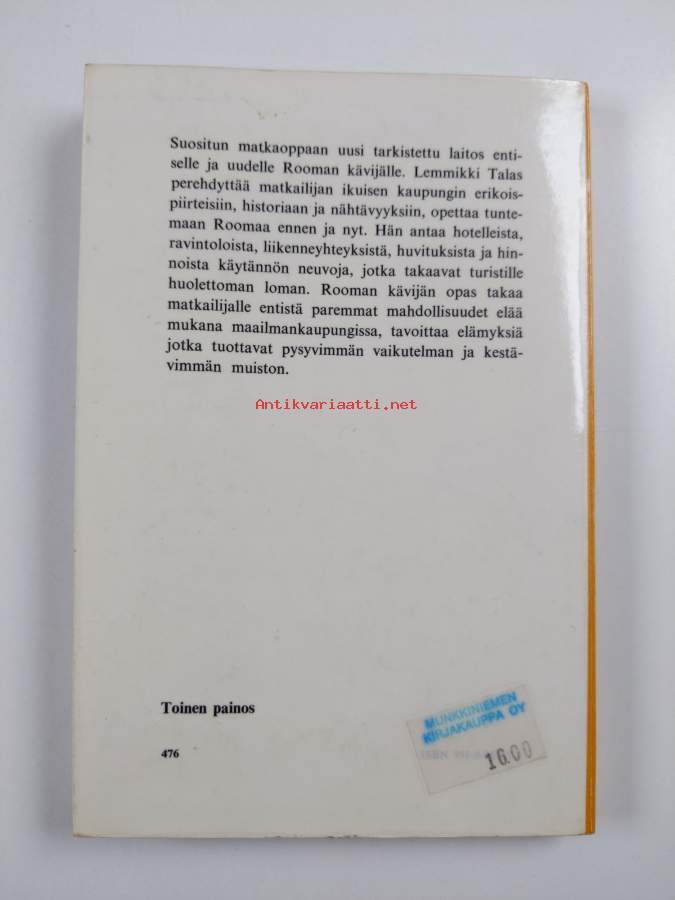 Suositun matkaoppaan uusi tarkistettu laitos enti-
selle ja uudelle Rooman kävijälle. Lemmikki Talas
perehdyttää matkailijan ikuisen kaupungin erikois-
piirteisiin, historiaan ja nähtävyyksiin, opettaa tunte-
maan Roomaa ennen ja nyt. Hän antaa hotelleista,
ravintoloista, liikenneyhteyksistä, huvituksista ja hin-
noista käytännön neuvoja, jotka takaavat turistille
huolettoman loman. Rooman kävijän opas takaa
matkailijalle entistä paremmat mahdollisuudet elää
mukana maailmankaupungissa, tavoittaa elämyksiä
jotka tuottavat pysyvimmän vaikutelman ja kestä-
vimmän muiston.
Antikvariaatti.net
Toinen painos
MUNKKINIEMEN
KIRJAKAUPPA OY
476
ISBN
16.00